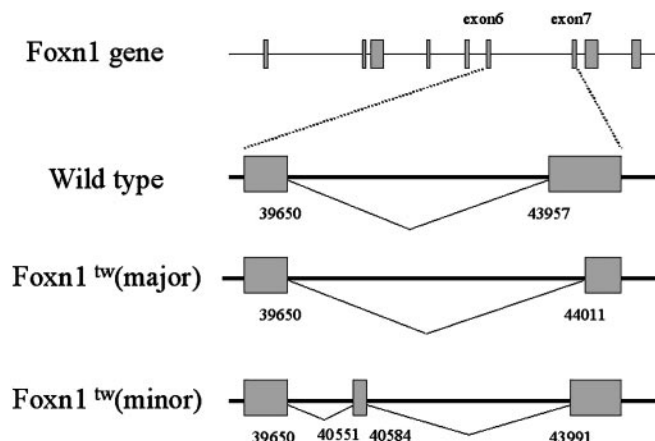 exon6 exon7
Foxn1 gene
Wild type
39650 43957
Foxn1 tw(major)
39650 44011
Foxn1 tw(minor)
39650 40551 40584 43991